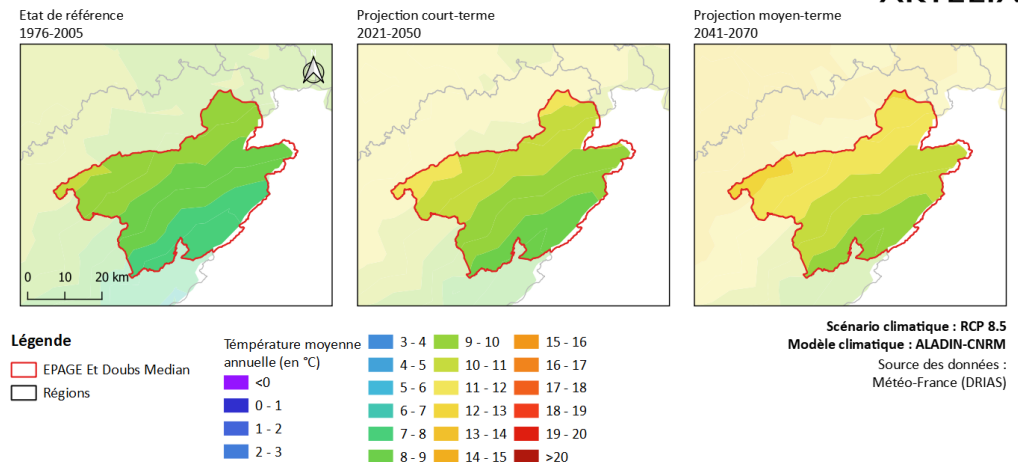 Etat de référence
1976-2005
Projection court-terme
2021-2050
Projection moyen-terme
2041-2070
0 10 20 km
Légende
EPAGE Et Doubs Median
Régions
Température moyenne
annuelle (en °C)
<0
0 - 1
1 - 2
2 - 3
3 - 4
4 - 5
5 - 6
6 - 7
7 - 8
8 - 9
9 - 10
10 - 11
11 - 12
12 - 13
13 - 14
14 - 15
15 - 16
16 - 17
17 - 18
18 - 19
19 - 20
>20
Scénario climatique : RCP 8.5
Modèle climatique : ALADIN-CNRM
Source des données :
Météo-France (DRIAS)